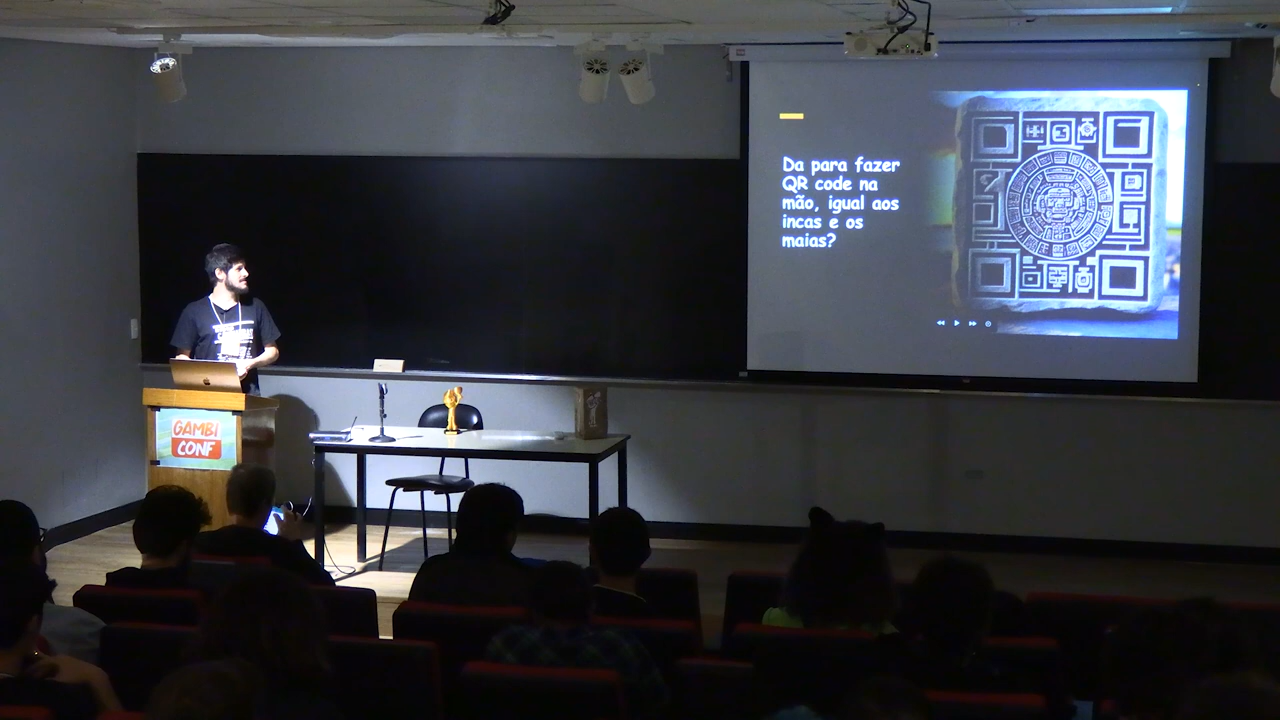 Da para fazer
QR code na
mão, igual aos
incas e os
maias?
GAMBI
CONF